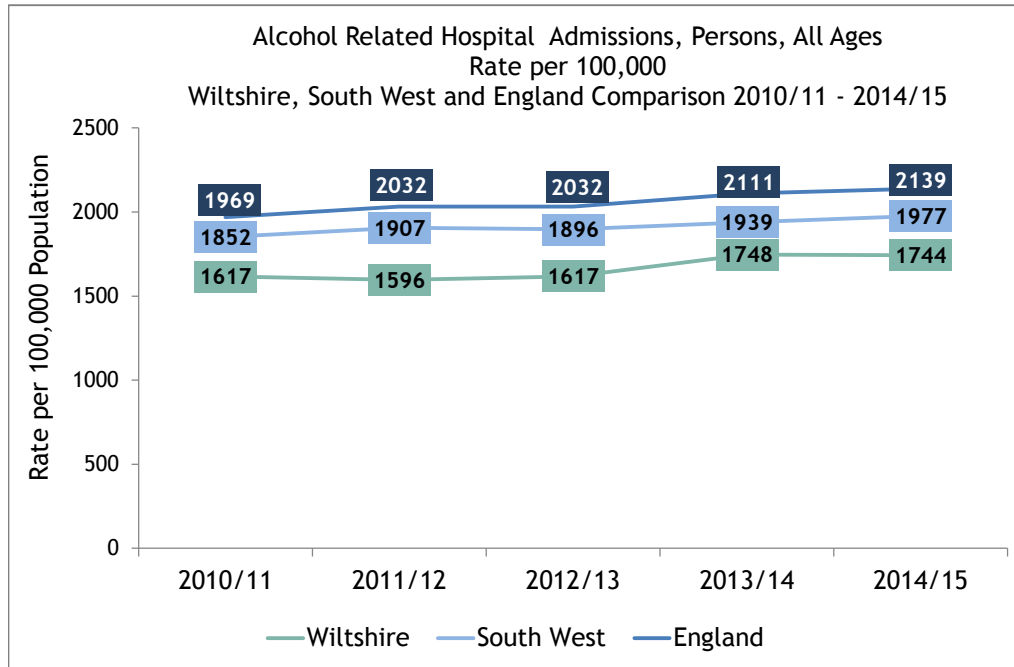 Alcohol Related Hospital Admissions, Persons, All Ages
Rate per 100,000
Wiltshire, South West and England Comparison 2010/11 - 2014/15
Rate per 100,000 Population
2500
2000
1500
1000
500
0
1969 2032 2032 2111 2139
1852 1907 1896 1939 1977
1617 1596 1617 1748 1744
2010/11 2011/12 2012/13 2013/14 2014/15
Wiltshire South West England